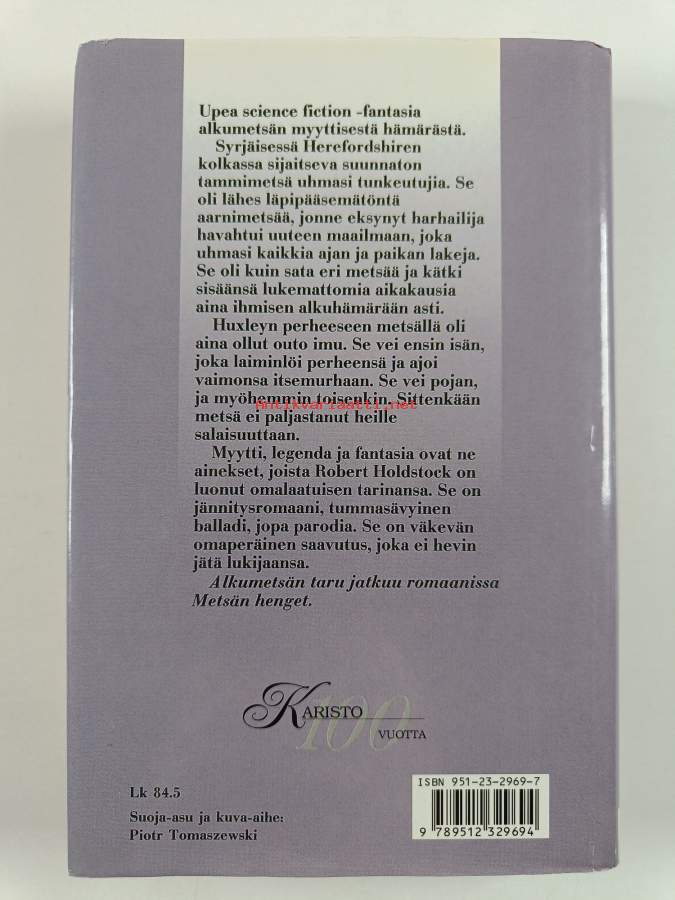 Upea science fiction -fantasia
alkumetsän myyttisestä hämärästä.
Syrjäisessä Herefordshiren
kolkassa sijaitseva suunnaton
tammimetsä uhmasi tunkeutujia. Se
oli lähes läpipääsemätöntä
aarnimetsää, jonne eksynyt harhailija
havahtui uuteen maailmaan, joka
uhmasi kaikkia ajan ja paikan lakeja.
Se oli kuin sata eri metsää ja kätki
sisäänsä lukemattomia aikakausia
aina ihmisen alkuhämärään asti.
Huxleyn perheeseen metsällä oli
aina ollut outo imu. Se vei ensin isän,
joka laiminlöi perheensä ja ajoi
vaimonsa itsemurhaan. Se vei pojan,
ja myöhemmin toisenkin. Sittenkään
Antikvariaatti.net
metsä ei paljastanut heille
salaisuuttaan.
Myytti, legenda ja fantasia ovat ne
ainekset, joista Robert Holdstock on
luonut omalaatuisen tarinansa. Se on
jännitysromaani, tummasävyinen
balladi, jopa parodia. Se on väkevän
omaperäinen saavutus, joka ei hevin
jätä lukijaansa.
Alkumetsän taru jatkuu romaanissa
Metsän henget.
KARISTO
100
VUOTTA
ISBN 951-23-2969-7
9 789512 329694
Lk 84.5
Suoja-asu ja kuva-aihe:
Piotr Tomaszewski